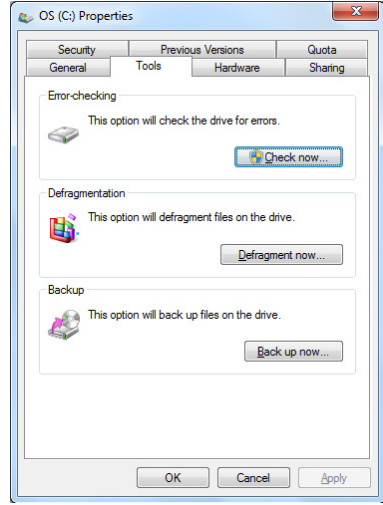 OS (C:) Properties
Security Previous Versions Quota
General Tools Hardware Sharing
Error-checking
This option will check the drive for errors.
Check now...
Defragmentation
This option will defragment files on the drive.
Defragment now...
Backup
This option will back up files on the drive.
Back up now...
OK Cancel Apply